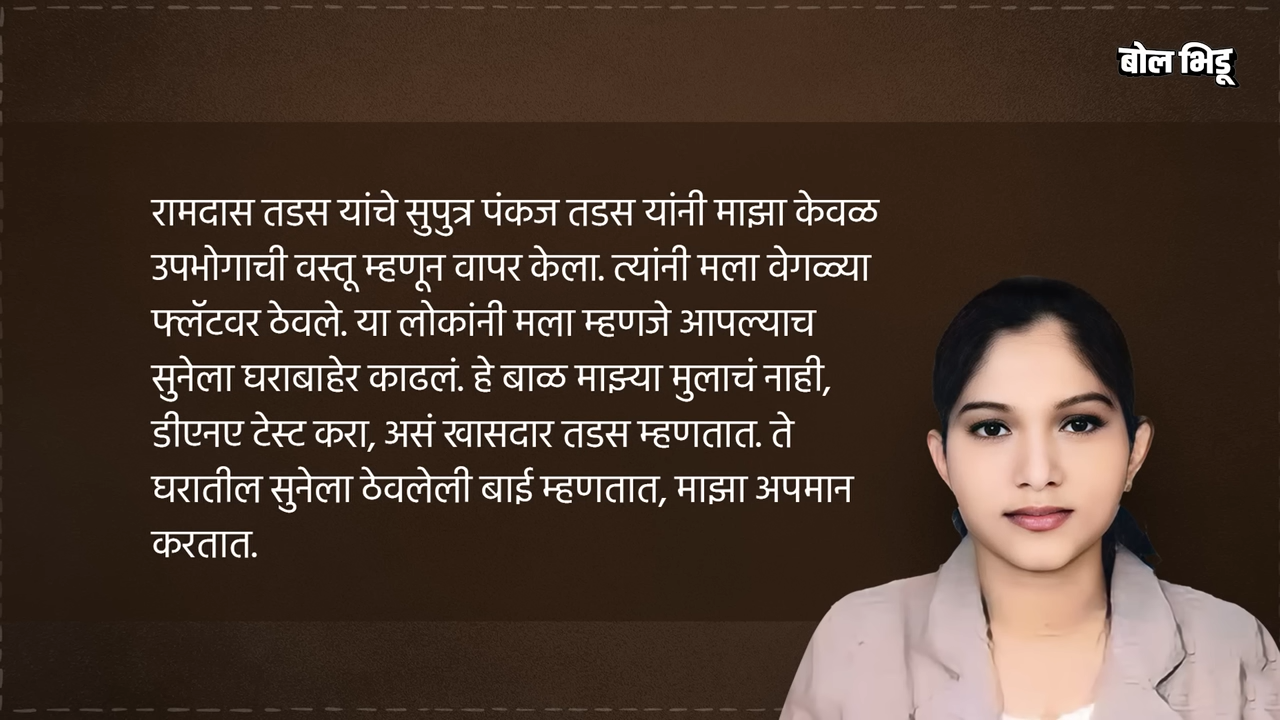 बोल भिडू
रामदास तडस यांचे सुपुत्र पंकज तडस यांनी माझा केवळ
उपभोगाची वस्तू म्हणून वापर केला. त्यांनी मला वेगळ्या
फ्लॅटवर ठेवले. या लोकांनी मला म्हणजे आपल्याच
सुनेला घराबाहेर काढलं. हे बाळ माझ्या मुलाचं नाही,
डीएनए टेस्ट करा, असं खासदार तडस म्हणतात. ते
घरातील सुनेला ठेवलेली बाई म्हणतात, माझा अपमान
करतात.